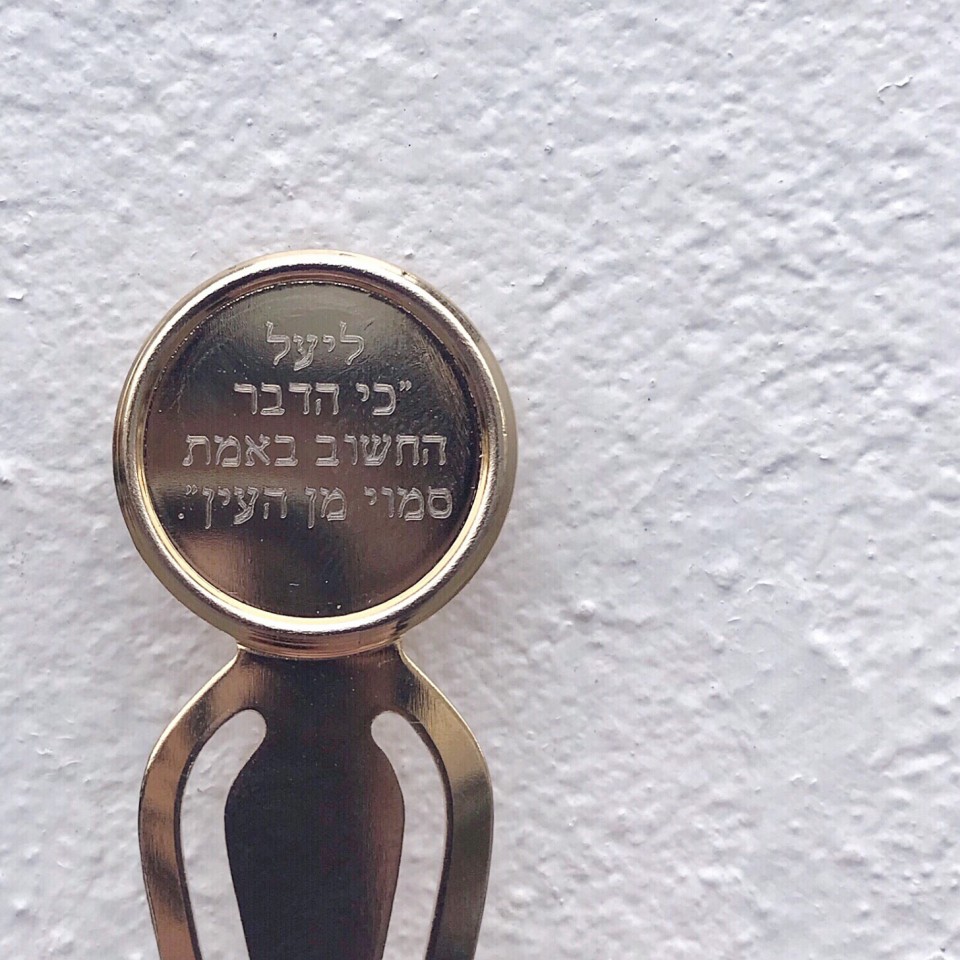 ליעל
"כי הדבר
החשוב באמת
סמוי מן העין".